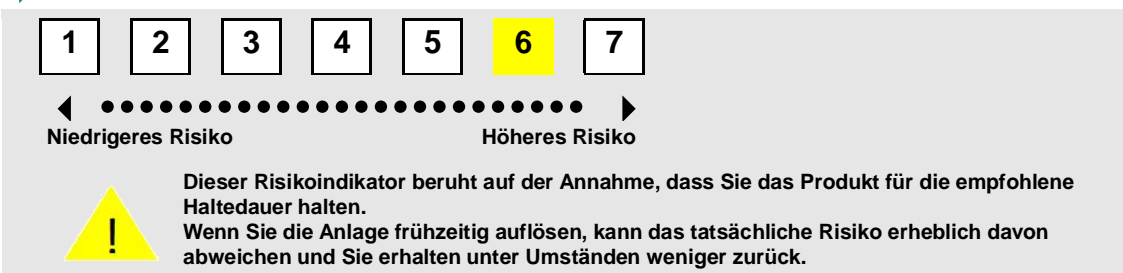 1 2 3 4 5 6 7
Niedrigeres Risiko Höheres Risiko
Dieser Risikoindikator beruht auf der Annahme, dass Sie das Produkt für die empfohlene
Haltedauer halten.
! Wenn Sie die Anlage frühzeitig auflösen, kann das tatsächliche Risiko erheblich davon
abweichen und Sie erhalten unter Umständen weniger zurück.